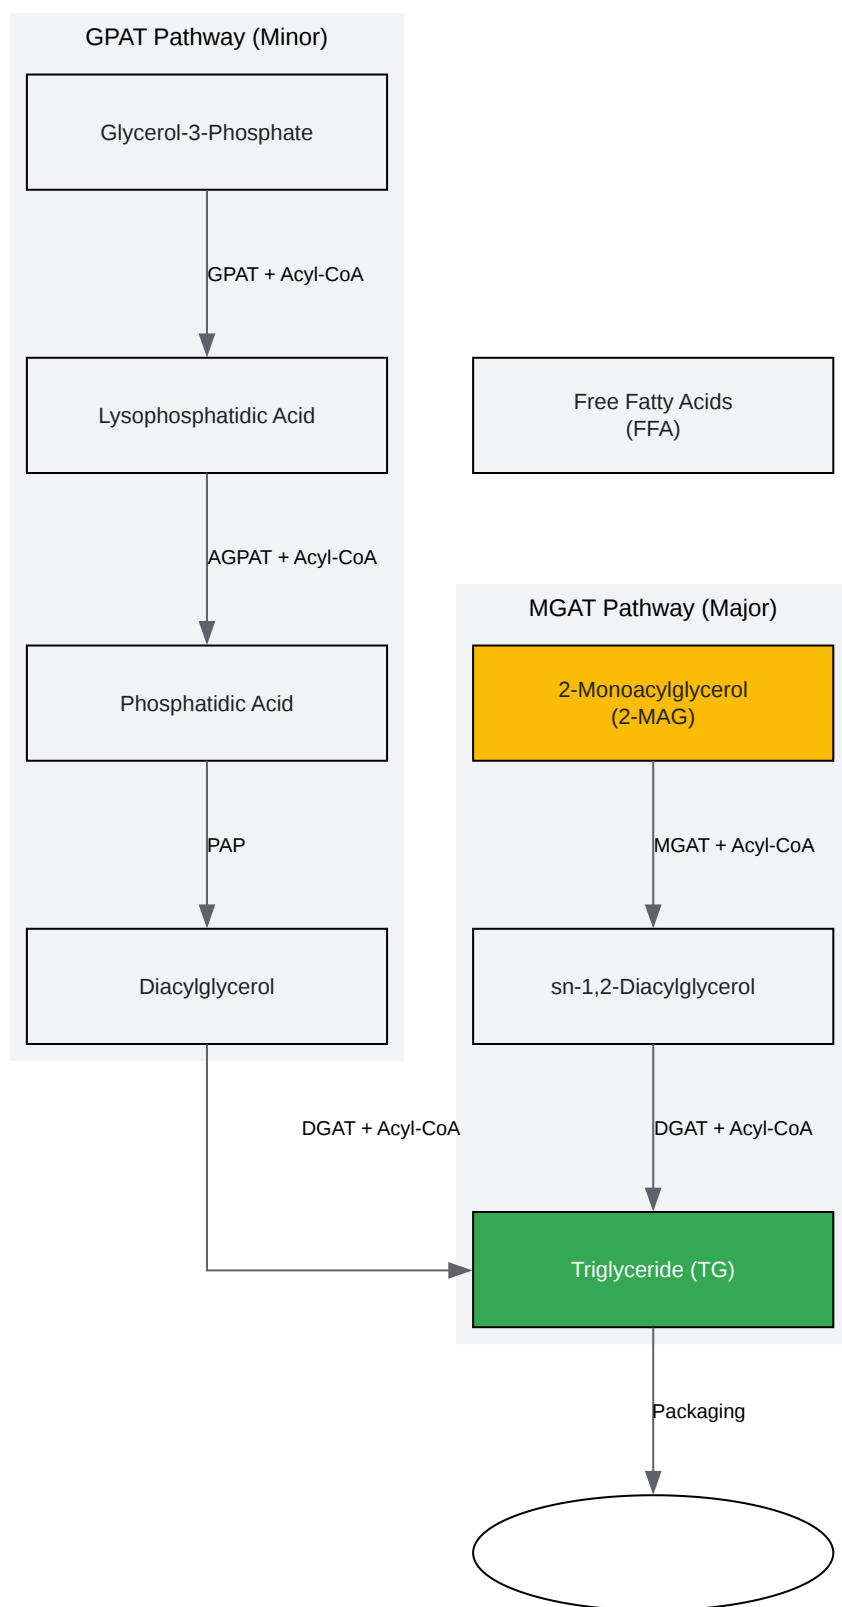 GPAT Pathway (Minor)
Glycerol-3-Phosphate
GPAT + Acyl-CoA
Lysophosphatidic Acid
AGPAT + Acyl-CoA
Phosphatidic Acid
PAP
Diacylglycerol
DGAT + Acyl-CoA
Free Fatty Acids
(FFA)
MGAT Pathway (Major)
2-Monoacylglycerol
(2-MAG)
MGAT + Acyl-CoA
sn-1,2-Diacylglycerol
DGAT + Acyl-CoA
Triglyceride (TG)
Packaging